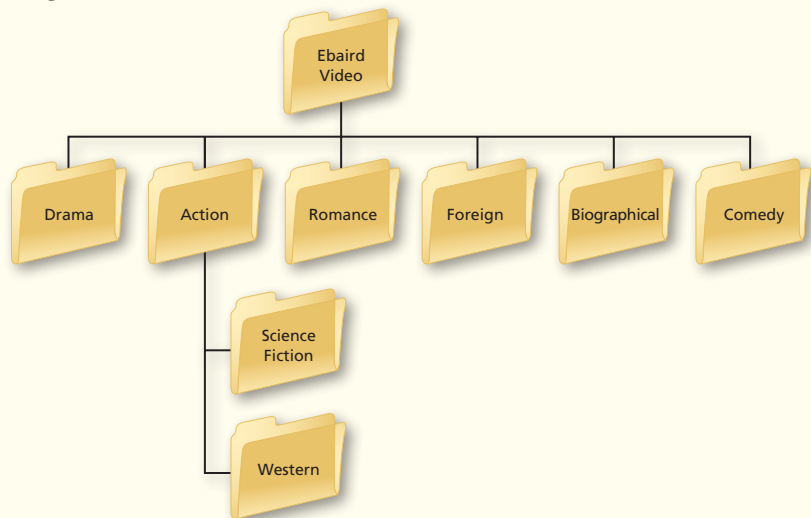 Ebaird
Video
Drama
Action
Romance
Foreign
Biographical
Comedy
Science
Fiction
Western